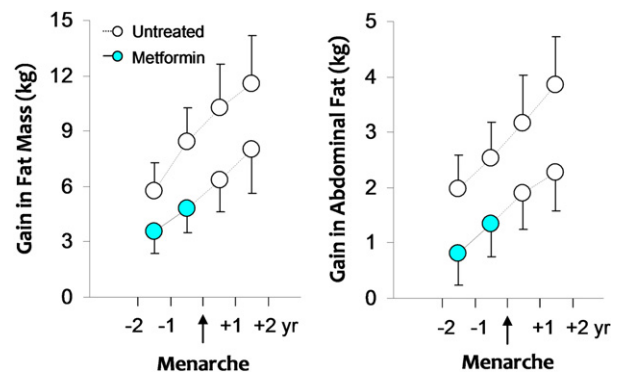 Gain in Fat Mass (kg)
15
12
9
6
3
0
Untreated
Metformin
-2 -1 +1 +2 yr
Menarche
Gain in Abdominal Fat (kg)
5
4
3
2
1
0
-2 -1 +1 +2 yr
Menarche